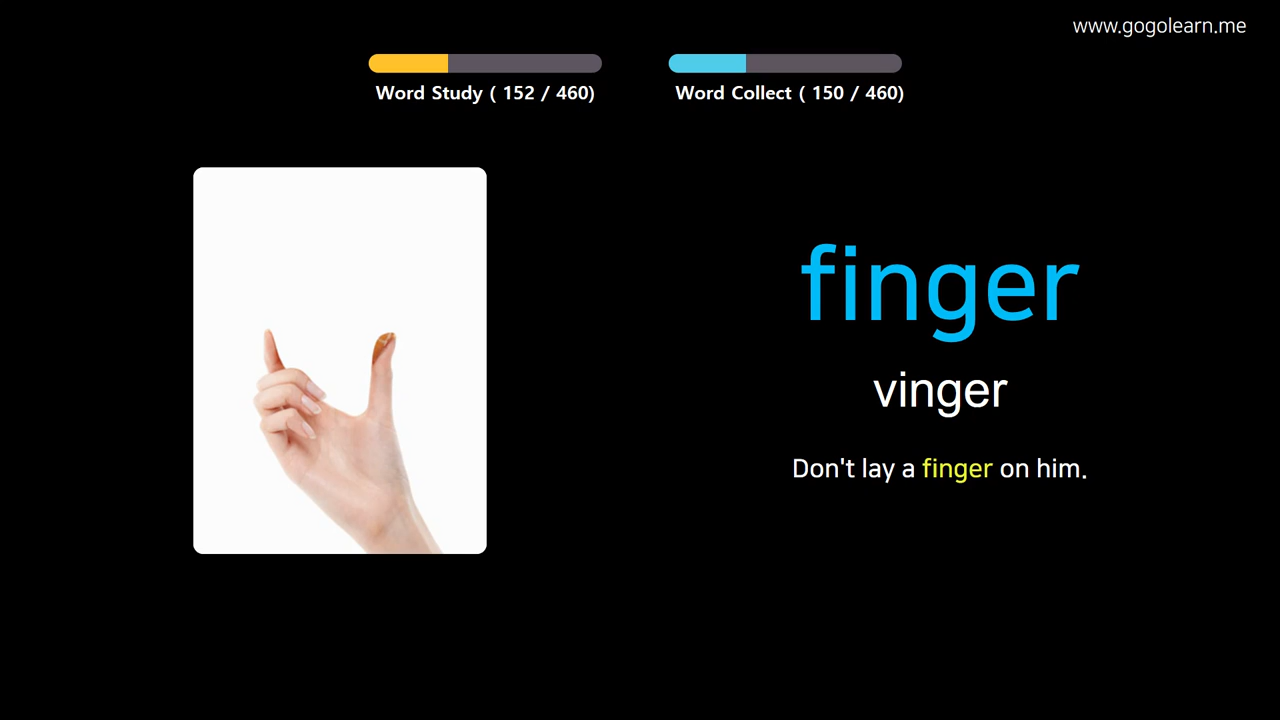 www.gogolearn.me
Word Study ( 152 / 460)
Word Collect ( 150 / 460)
finger
vinger
Don't lay a finger on him.